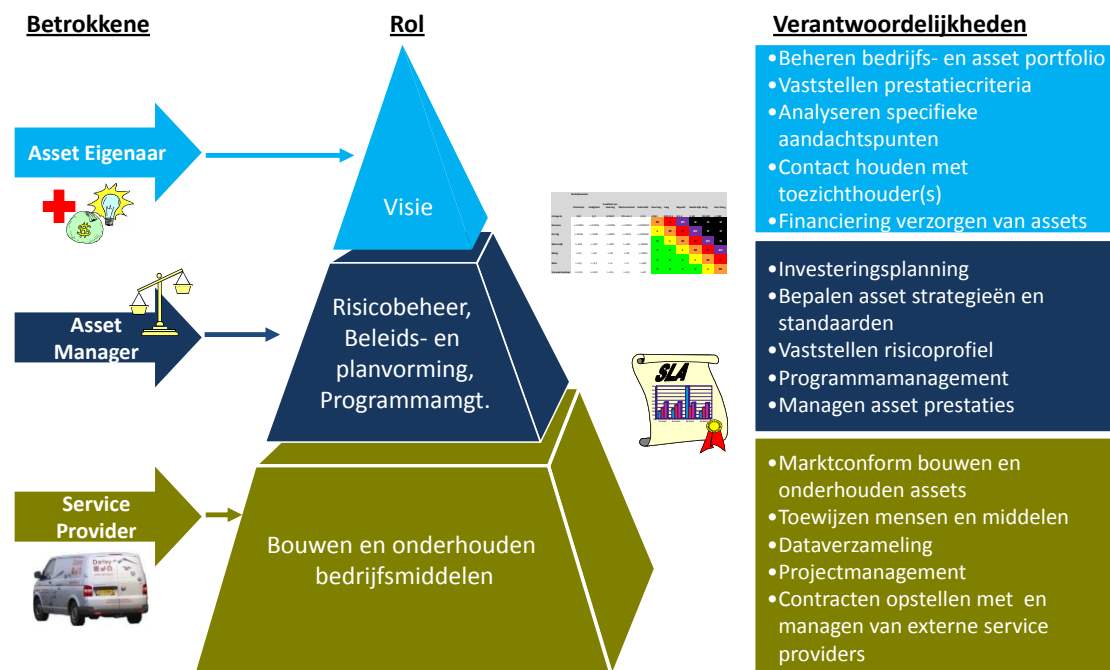 Betrokkene
Rol
Verantwoordelijkheden
Asset Eigenaar
Visie
•Beheren bedrijfs- en asset portfolio
•Vaststellen prestatiecriteria
•Analyseren specifieke
aandachtspunten
•Contact houden met
toezichthouder(s)
•Financiering verzorgen van assets
Asset
Manager
Risicobeheer,
Beleids- en
planvorming,
Programmamgt.
SLA
•Investeringsplanning
•Bepalen asset strategieën en
standaarden
•Vaststellen risicoprofiel
•Programmamanagement
•Managen asset prestaties
Service
Provider
Bouwen en onderhouden
bedrijfsmiddelen
•Marktconform bouwen en
onderhouden assets
•Toewijzen mensen en middelen
•Dataverzameling
•Projectmanagement
•Contracten opstellen met en
managen van externe service
providers